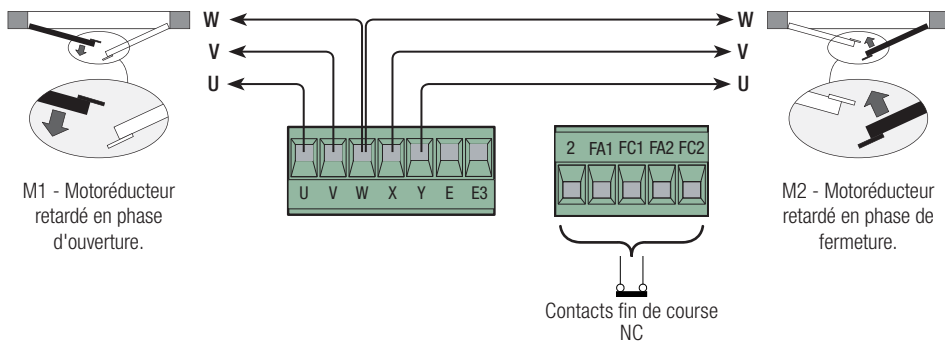 W
V
U
W
V
U
U V W X Y E E3
2 FA1 FC1 FA2 FC2
M1 - Motoréducteur
retardé en phase
d'ouverture.
M2 - Motoréducteur
retardé en phase de
fermeture.
Contacts fin de course
NC